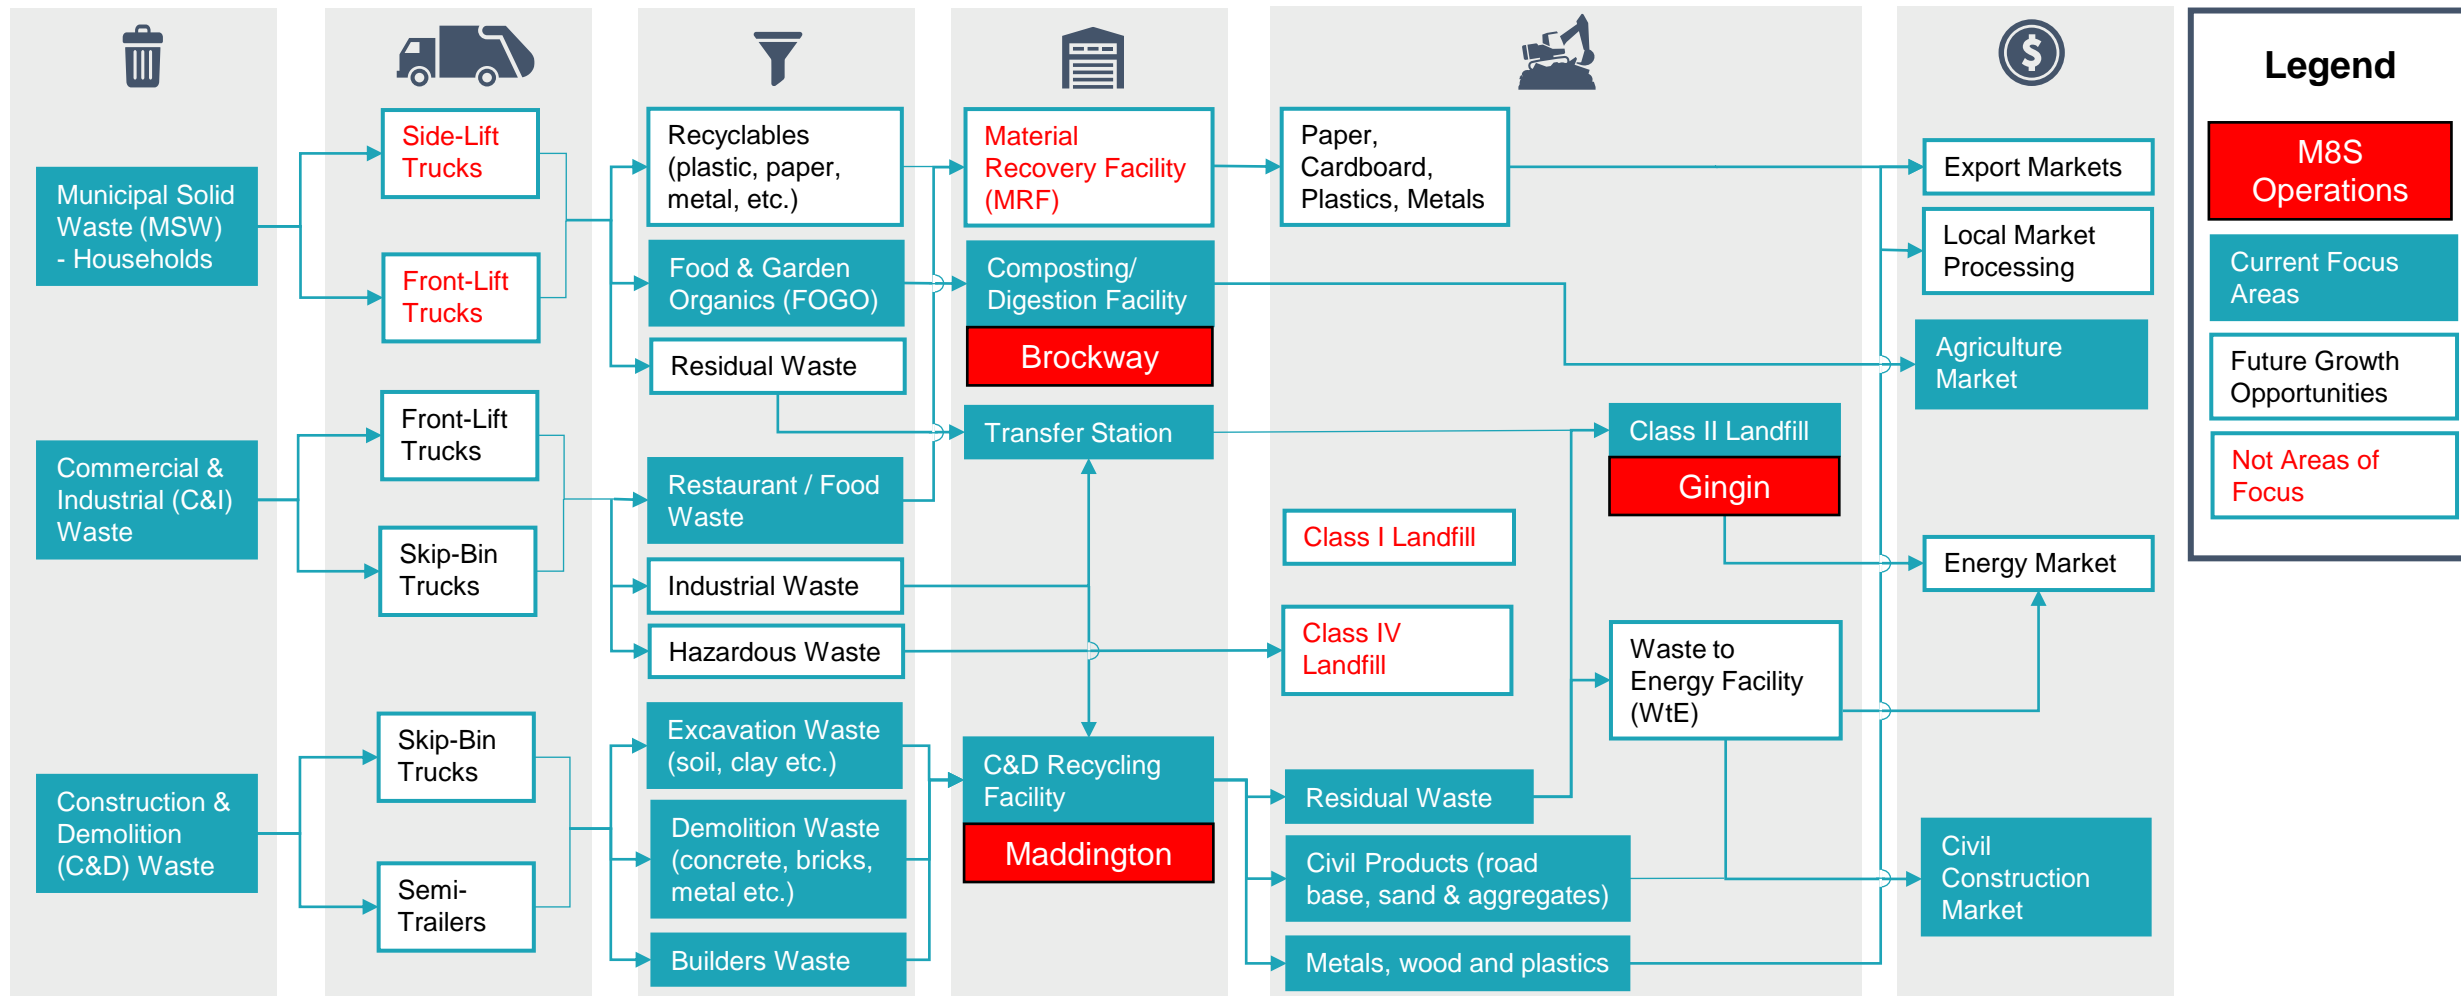 Municipal Solid
Waste (MSW)
- Households
Commercial &
Industrial (C&I)
Waste
Construction &
Demolition
(C&D) Waste
Side-Lift
Trucks
Front-Lift
Trucks
Front-Lift
Trucks
Skip-Bin
Trucks
Skip-Bin
Trucks
Semi-
Trailers
Recyclables
(plastic, paper,
metal, etc.)
Food & Garden
Organics (FOGO)
Residual Waste
Restaurant / Food
Waste
Industrial Waste
Hazardous Waste
Excavation Waste
(soil, clay etc.)
Demolition Waste
(concrete, bricks,
metal etc.)
Builders Waste
Material
Recovery Facility
(MRF)
Composting/
Digestion Facility
Brockway
Transfer Station
C&D Recycling
Facility
Maddington
Paper,
Cardboard,
Plastics, Metals
Class II Landfill
Gingin
Class I Landfill
Class IV
Landfill
Waste to
Energy Facility
(WtE)
Residual Waste
Civil Products (road
base, sand & aggregates)
Metals, wood and plastics
$
Export Markets
Local Market
Processing
Agriculture
Market
Energy Market
Civil
Construction
Market
Legend
M8S
Operations
Current Focus
Areas
Future Growth
Opportunities
Not Areas of
Focus